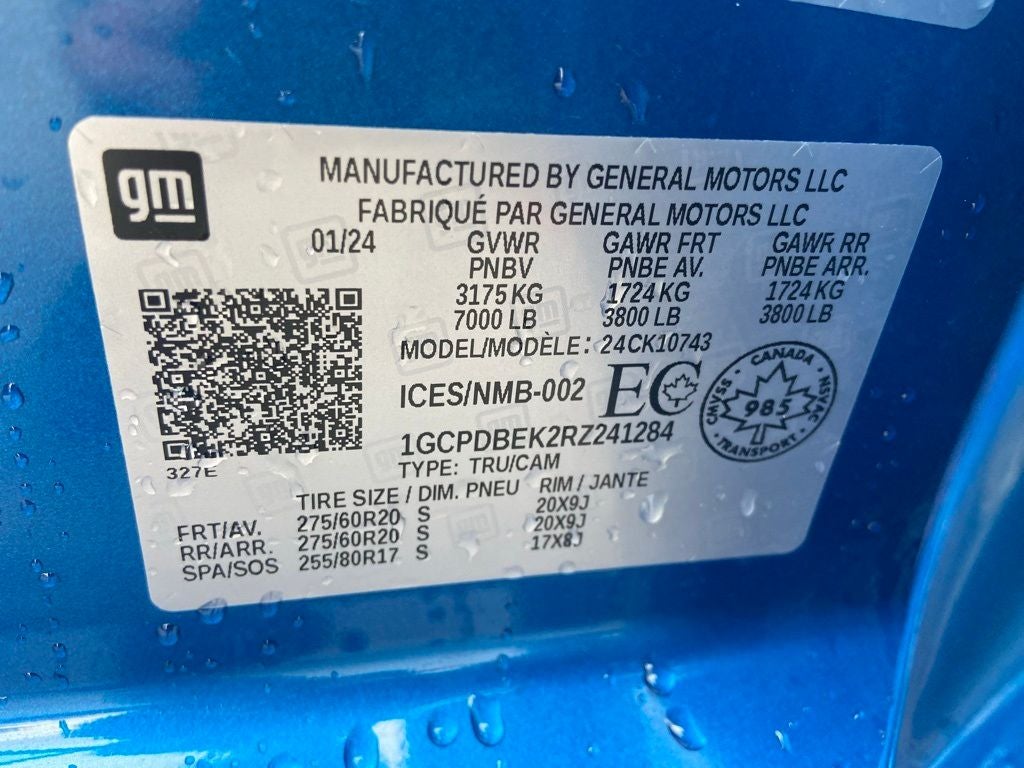 gm
MANUFACTURED BY GENERAL MOTORS LLC
FABRIQUÉ PAR GENERAL MOTORS LLC
01/24 GVWR GAWR FRT GAWR RR
PNBV PNBE AV. PNBE ARR.
3175 KG 1724 KG 1724 KG
7000 LB 3800 LB 3800 LB
MODEL/MODÈLE: 24CK10743
ICES/NMB-002 EC
CANADA
CMVSS NSVAC
985
TRANSPORT
1GCPDBEK2RZ241284
TYPE: TRU/CAM
327E
TIRE SIZE / DIM. PNEU RIM / JANTE
FRT/AV. 275/60R20 S 20X9J
RR/ARR. 275/60R20 S 20X9J
SPA/SOS 255/80R17 S 17X8J